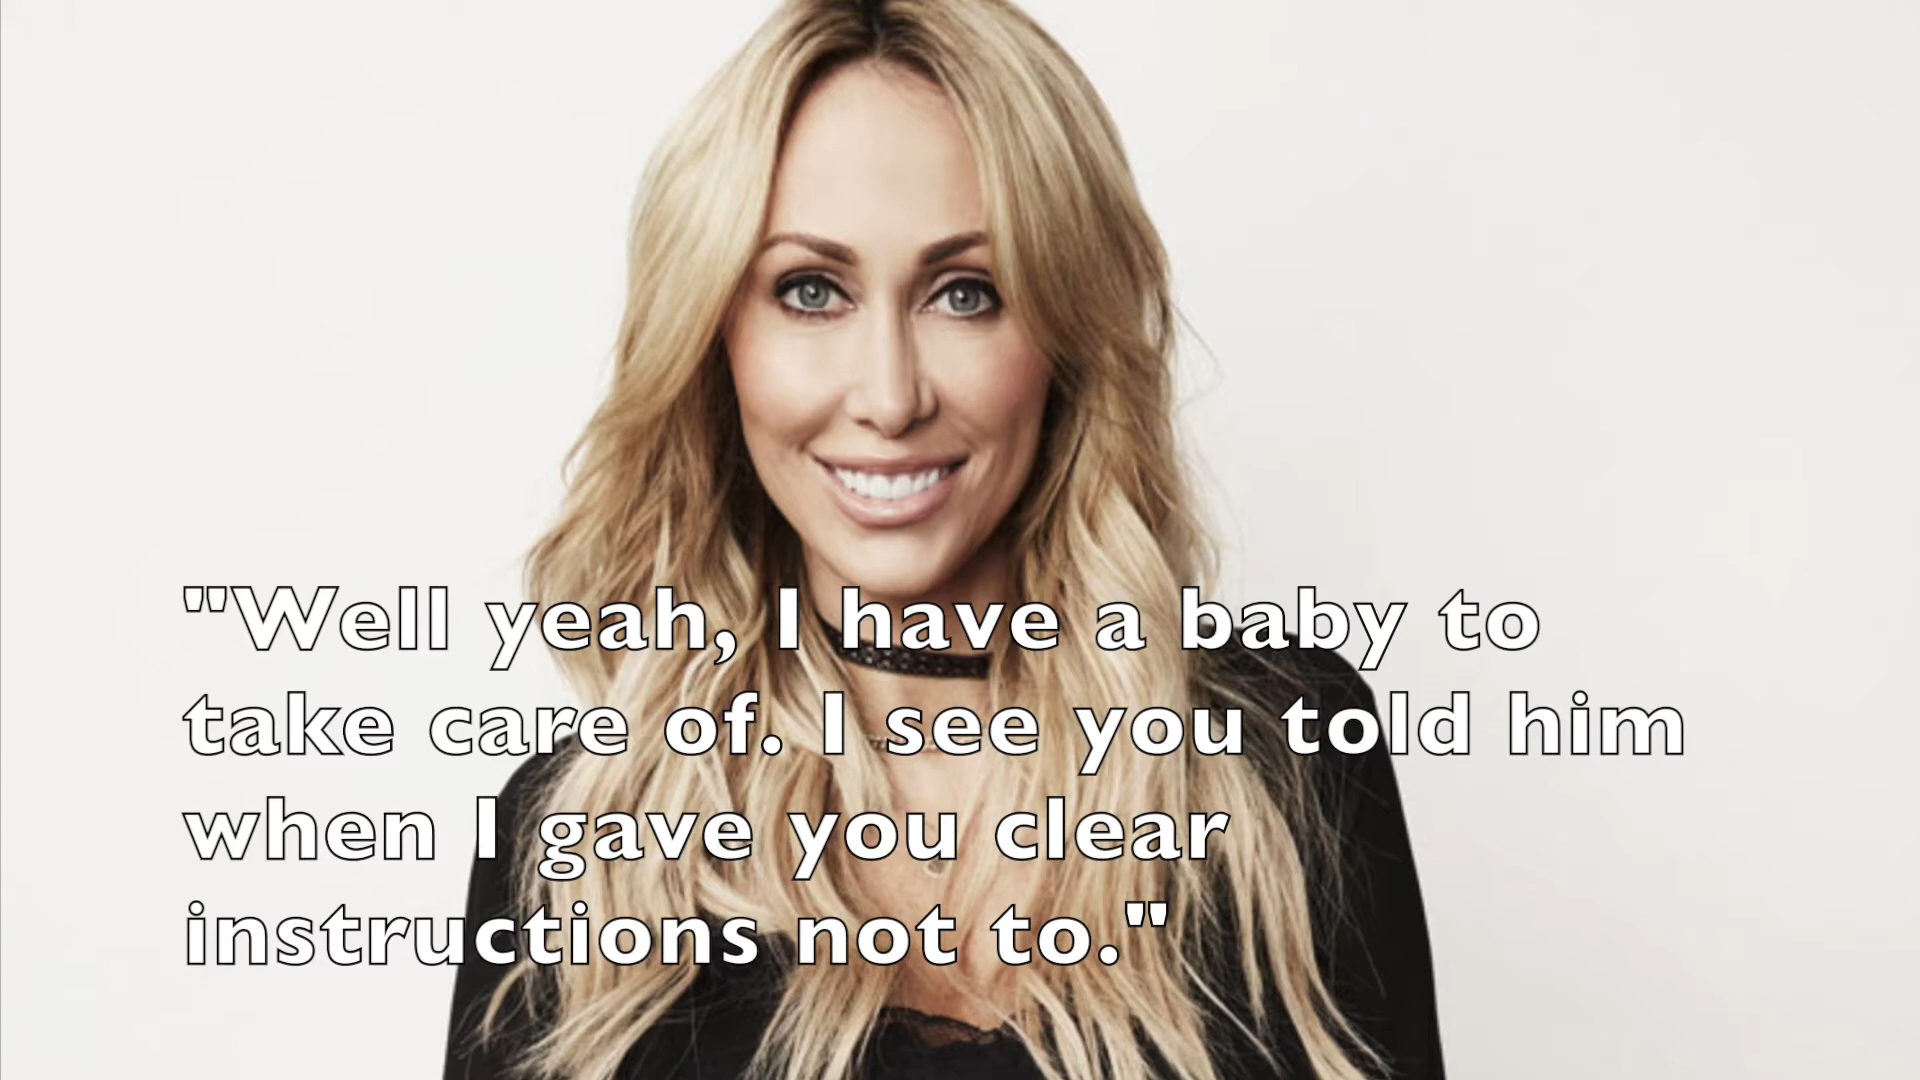 "Well yeah, I have a baby to
take care of. I see you told him
when I gave you clear
instructions not to."